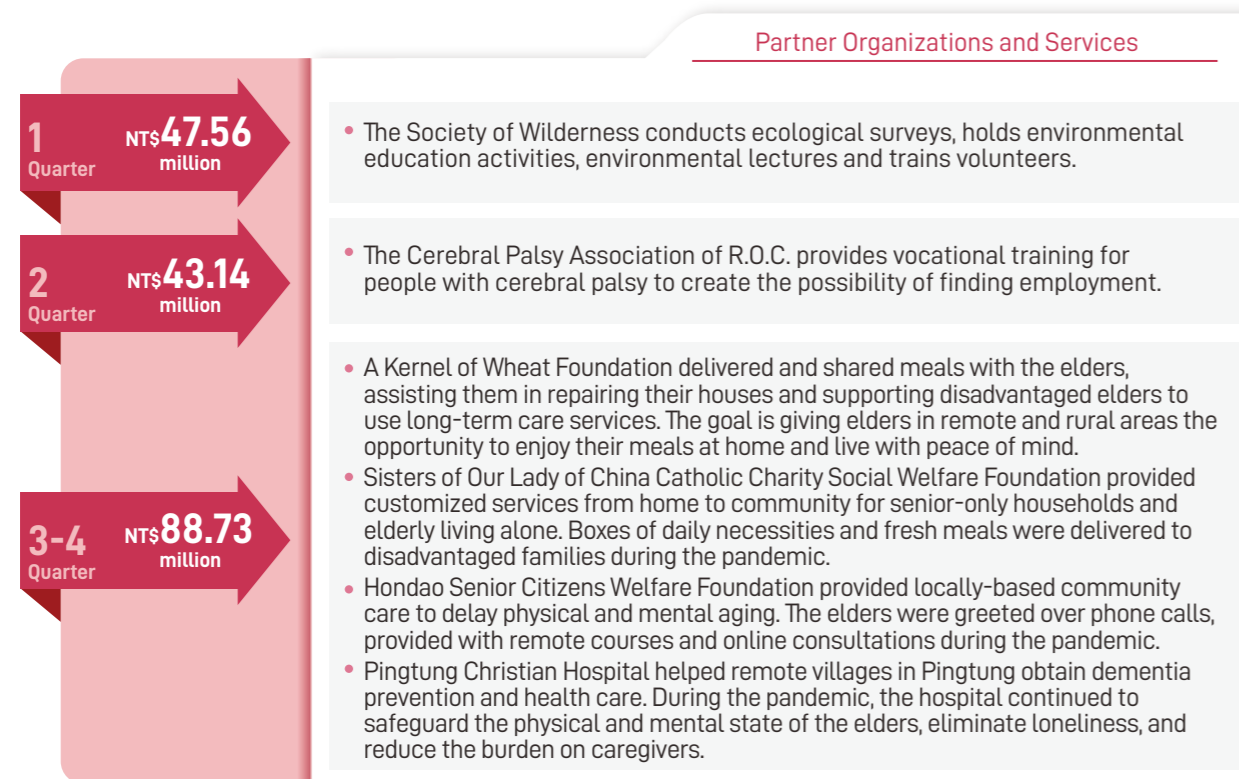 Partner Organizations and Services
1
Quarter
NT$47.56
million
• The Society of Wilderness conducts ecological surveys, holds environmental
education activities, environmental lectures and trains volunteers.
2
Quarter
NT$43.14
million
• The Cerebral Palsy Association of R.O.C. provides vocational training for
people with cerebral palsy to create the possibility of finding employment.
3-4
Quarter
NT$88.73
million
• A Kernel of Wheat Foundation delivered and shared meals with the elders,
assisting them in repairing their houses and supporting disadvantaged elders to
use long-term care services. The goal is giving elders in remote and rural areas the
opportunity to enjoy their meals at home and live with peace of mind.
• Sisters of Our Lady of China Catholic Charity Social Welfare Foundation provided
customized services from home to community for senior-only households and
elderly living alone. Boxes of daily necessities and fresh meals were delivered to
disadvantaged families during the pandemic.
• Hondao Senior Citizens Welfare Foundation provided locally-based community
care to delay physical and mental aging. The elders were greeted over phone calls,
provided with remote courses and online consultations during the pandemic.
• Pingtung Christian Hospital helped remote villages in Pingtung obtain dementia
prevention and health care. During the pandemic, the hospital continued to
safeguard the physical and mental state of the elders, eliminate loneliness, and
reduce the burden on caregivers.